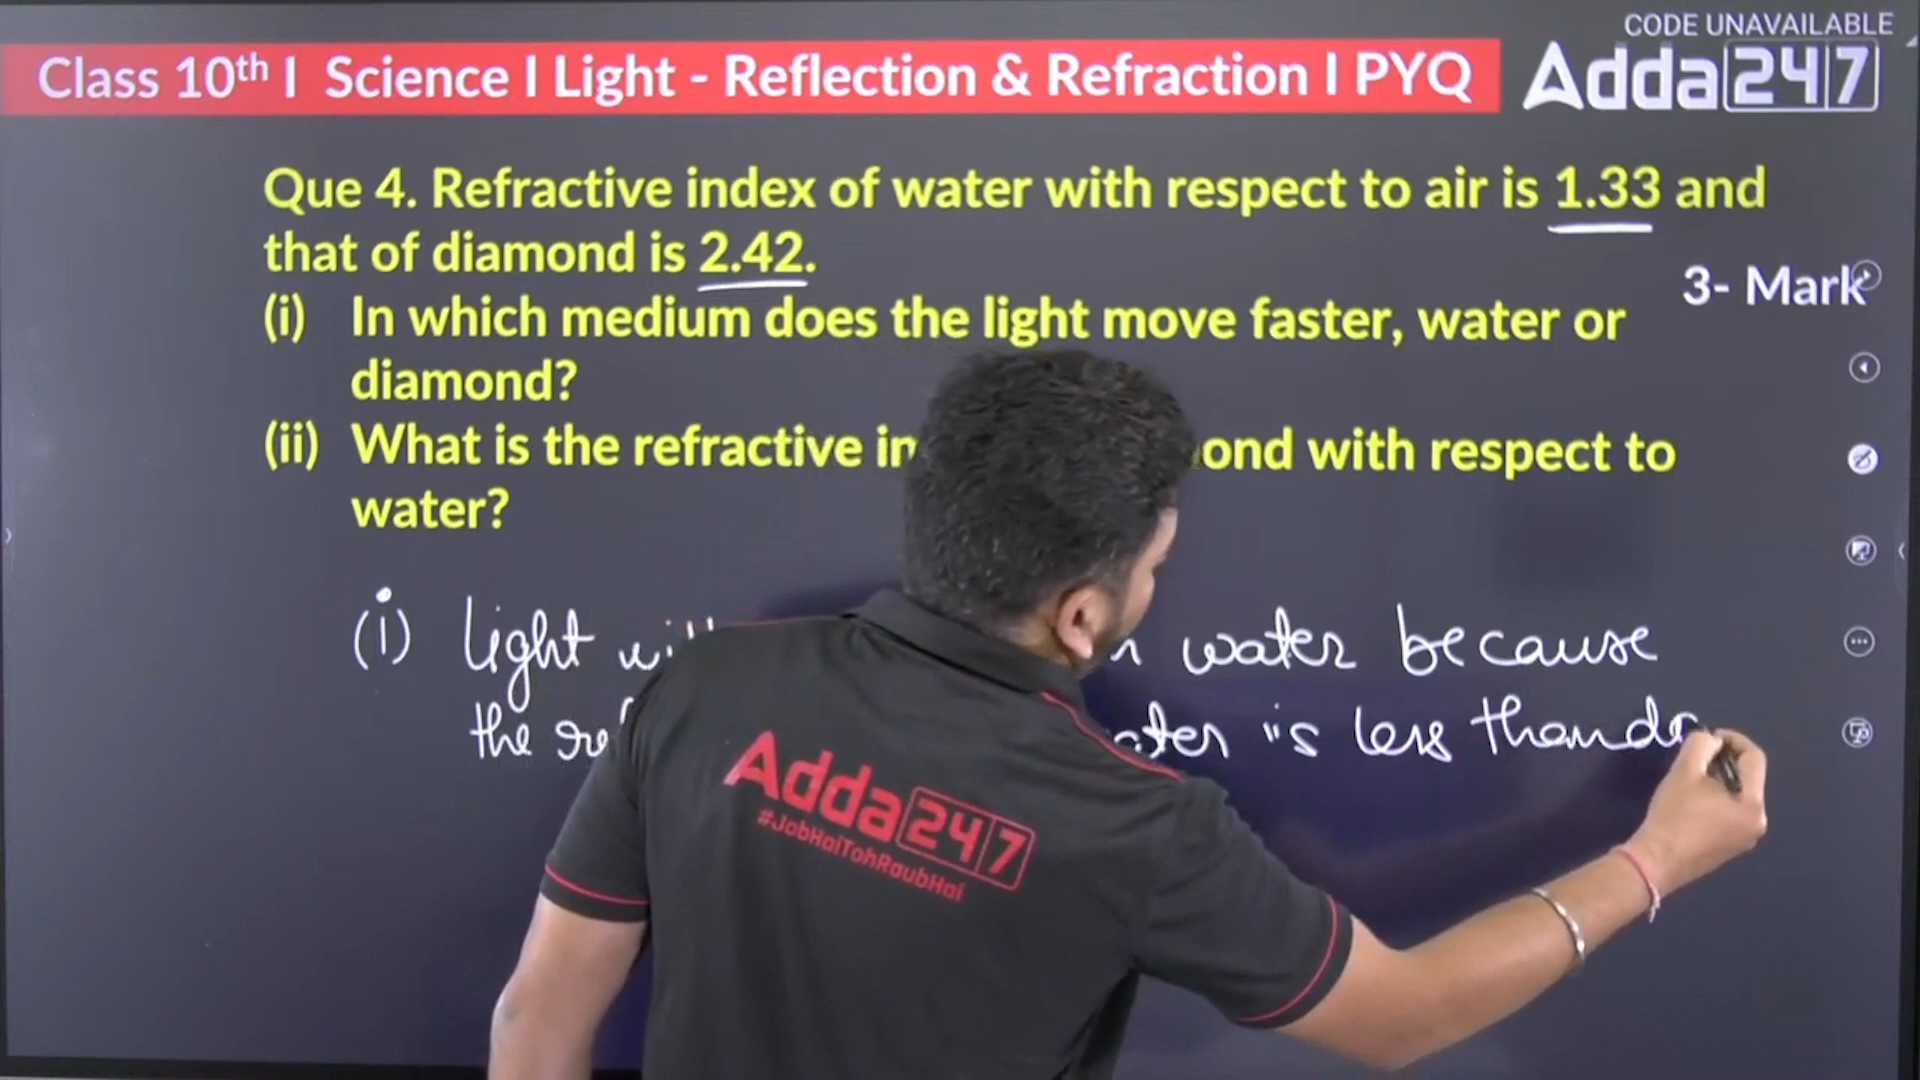 CODE UNAVAILABLE
Class 10th I Science I Light - Reflection & Refraction I PYQ
Adda247
Que 4. Refractive index of water with respect to air is 1.33 and
that of diamond is 2.42.
3- Mark
(i) In which medium does the light move faster, water or
diamond?
(ii) What is the refractive in ond with respect to
water?
(i) Light water because
the is less than
Adda247
#JobHaiTohRaubHai